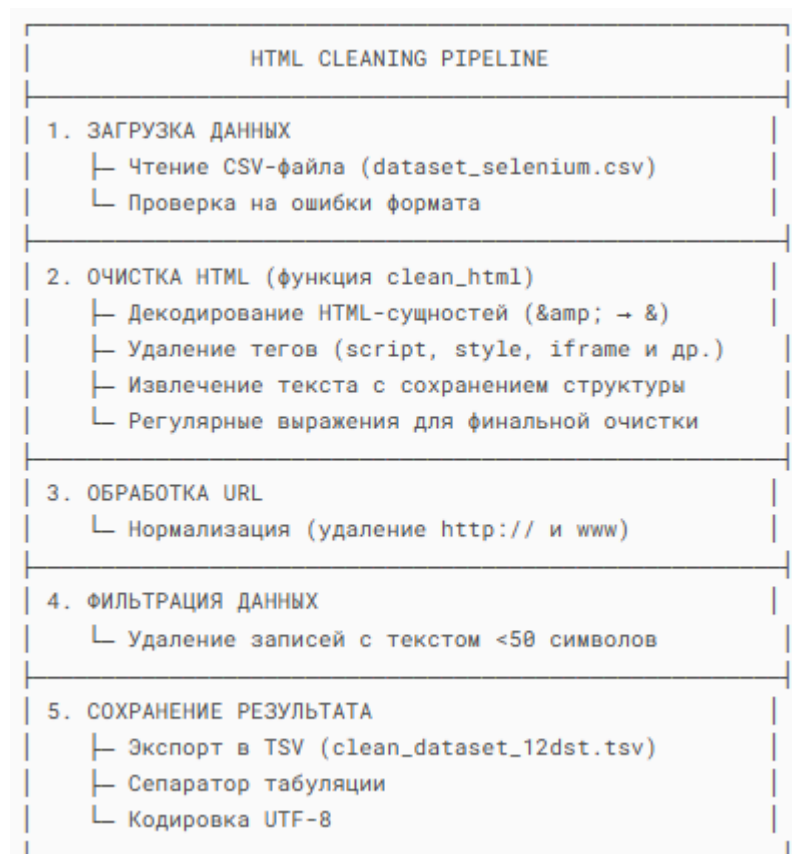 HTML CLEANING PIPELINE
1. ЗАГРУЗКА ДАННЫХ
├─ Чтение CSV-файла (dataset_selenium.csv)
└─ Проверка на ошибки формата
2. ОЧИСТКА HTML (функция clean_html)
├─ Декодирование HTML-сущностей (&amp; → &)
├─ Удаление тегов (script, style, iframe и др.)
├─ Извлечение текста с сохранением структуры
└─ Регулярные выражения для финальной очистки
3. ОБРАБОТКА URL
└─ Нормализация (удаление http:// и www)
4. ФИЛЬТРАЦИЯ ДАННЫХ
└─ Удаление записей с текстом <50 символов
5. СОХРАНЕНИЕ РЕЗУЛЬТАТА
├─ Экспорт в TSV (clean_dataset_12dst.tsv)
├─ Сепаратор табуляции
└─ Кодировка UTF-8